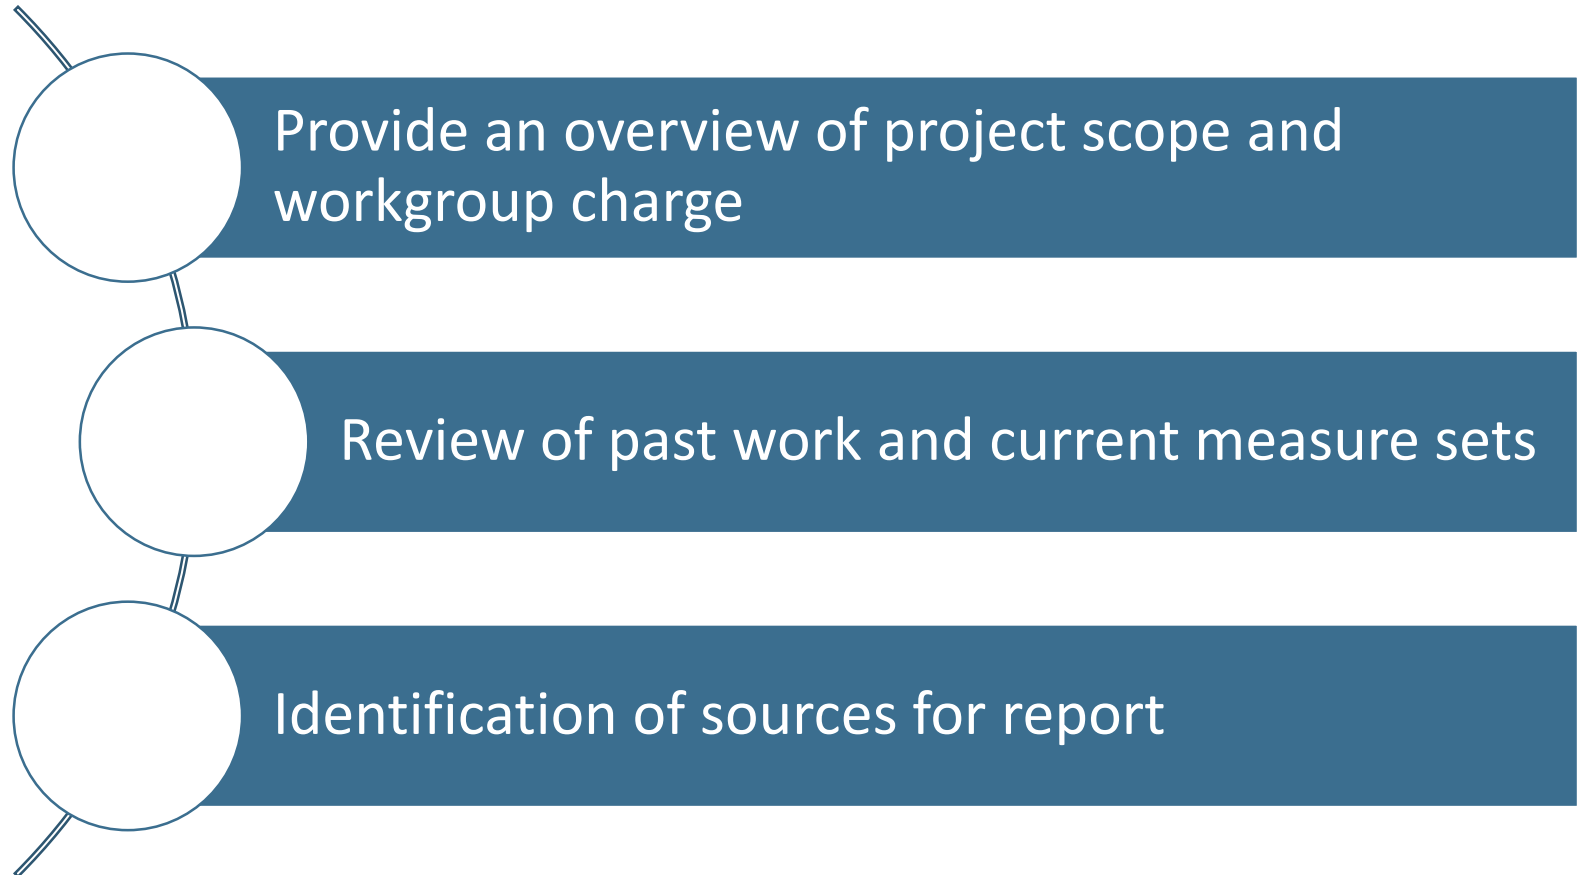 Provide an overview of project scope and
workgroup charge
Review of past work and current measure sets
Identification of sources for report